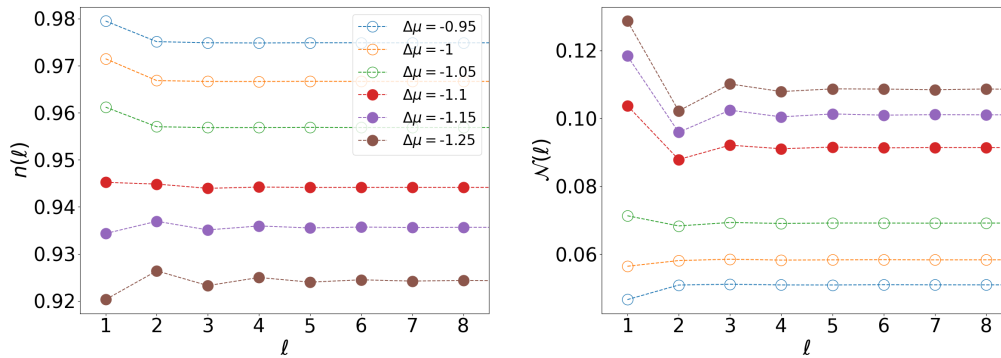 0.98
0.97
0.96
0.95
0.94
0.93
0.92
n(ℓ)
1 2 3 4 5 6 7 8
ℓ
Δμ = -0.95
Δμ = -1
Δμ = -1.05
Δμ = -1.1
Δμ = -1.15
Δμ = -1.25
0.12
0.10
0.08
0.06
𝒩(ℓ)
1 2 3 4 5 6 7 8
ℓ